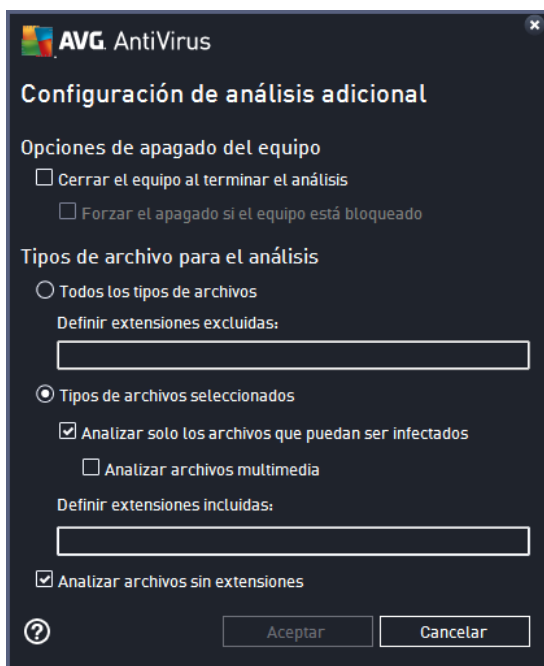 AVG. AntiVirus
Configuración de análisis adicional
Opciones de apagado del equipo
Cerrar el equipo al terminar el análisis
Forzar el apagado si el equipo está bloqueado
Tipos de archivo para el análisis
Todos los tipos de archivos
Definir extensiones excluidas:
Tipos de archivos seleccionados
Analizar solo los archivos que puedan ser infectados
Analizar archivos multimedia
Definir extensiones incluidas:
Analizar archivos sin extensiones
Aceptar
Cancelar